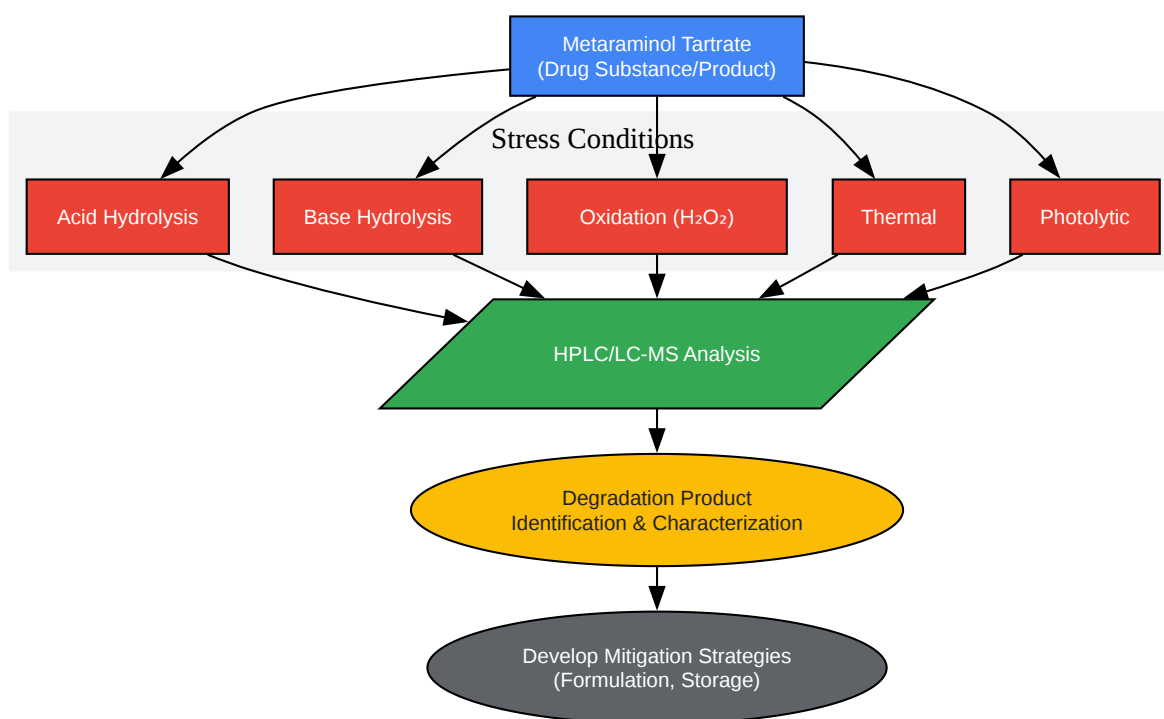 Metaraminol Tartrate
(Drug Substance/Product)
Stress Conditions
Acid Hydrolysis
Base Hydrolysis
Oxidation (H₂O₂)
Thermal
Photolytic
HPLC/LC-MS Analysis
Degradation Product
Identification & Characterization
Develop Mitigation Strategies
(Formulation, Storage)